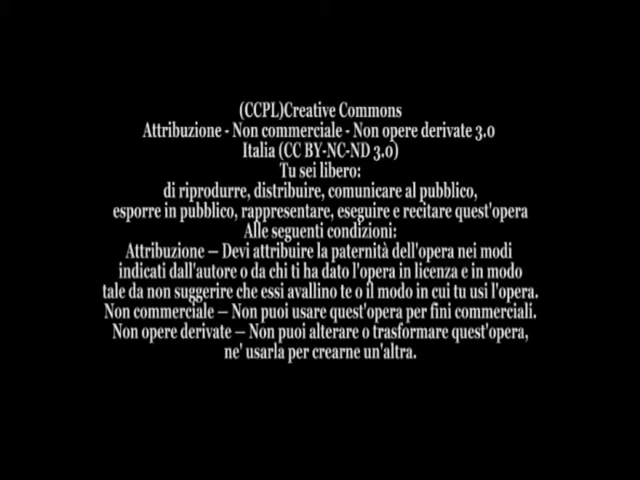 (CCPL)Creative Commons
Attribuzione - Non commerciale - Non opere derivate 3.0
Italia (CC BY-NC-ND 3.0)
Tu sei libero:
di riprodurre, distribuire, comunicare al pubblico,
esporre in pubblico, rappresentare, eseguire e recitare quest'opera
Alle seguenti condizioni:
Attribuzione – Devi attribuire la paternità dell'opera nei modi
indicati dall'autore o da chi ti ha dato l'opera in licenza e in modo
tale da non suggerire che essi avallino te o il modo in cui tu usi l'opera.
Non commerciale – Non puoi usare quest'opera per fini commerciali.
Non opere derivate – Non puoi alterare o trasformare quest'opera,
ne' usarla per crearne un'altra.